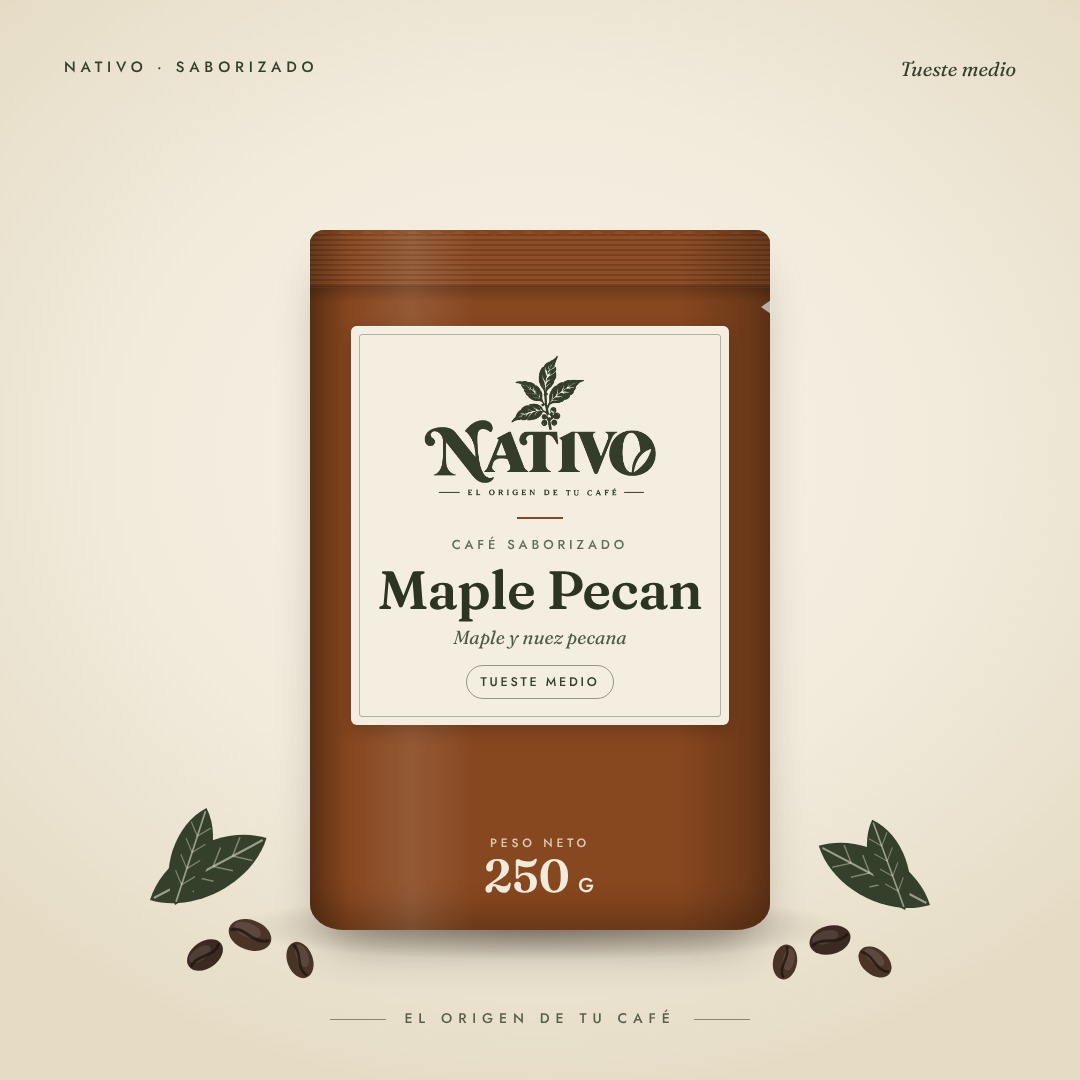 NATIVO · SABORIZADO
Tueste medio
NATIVO
EL ORIGEN DE TU CAFÉ
CAFÉ SABORIZADO
Maple Pecan
Maple y nuez pecana
TUESTE MEDIO
PESO NETO
250 G
EL ORIGEN DE TU CAFÉ